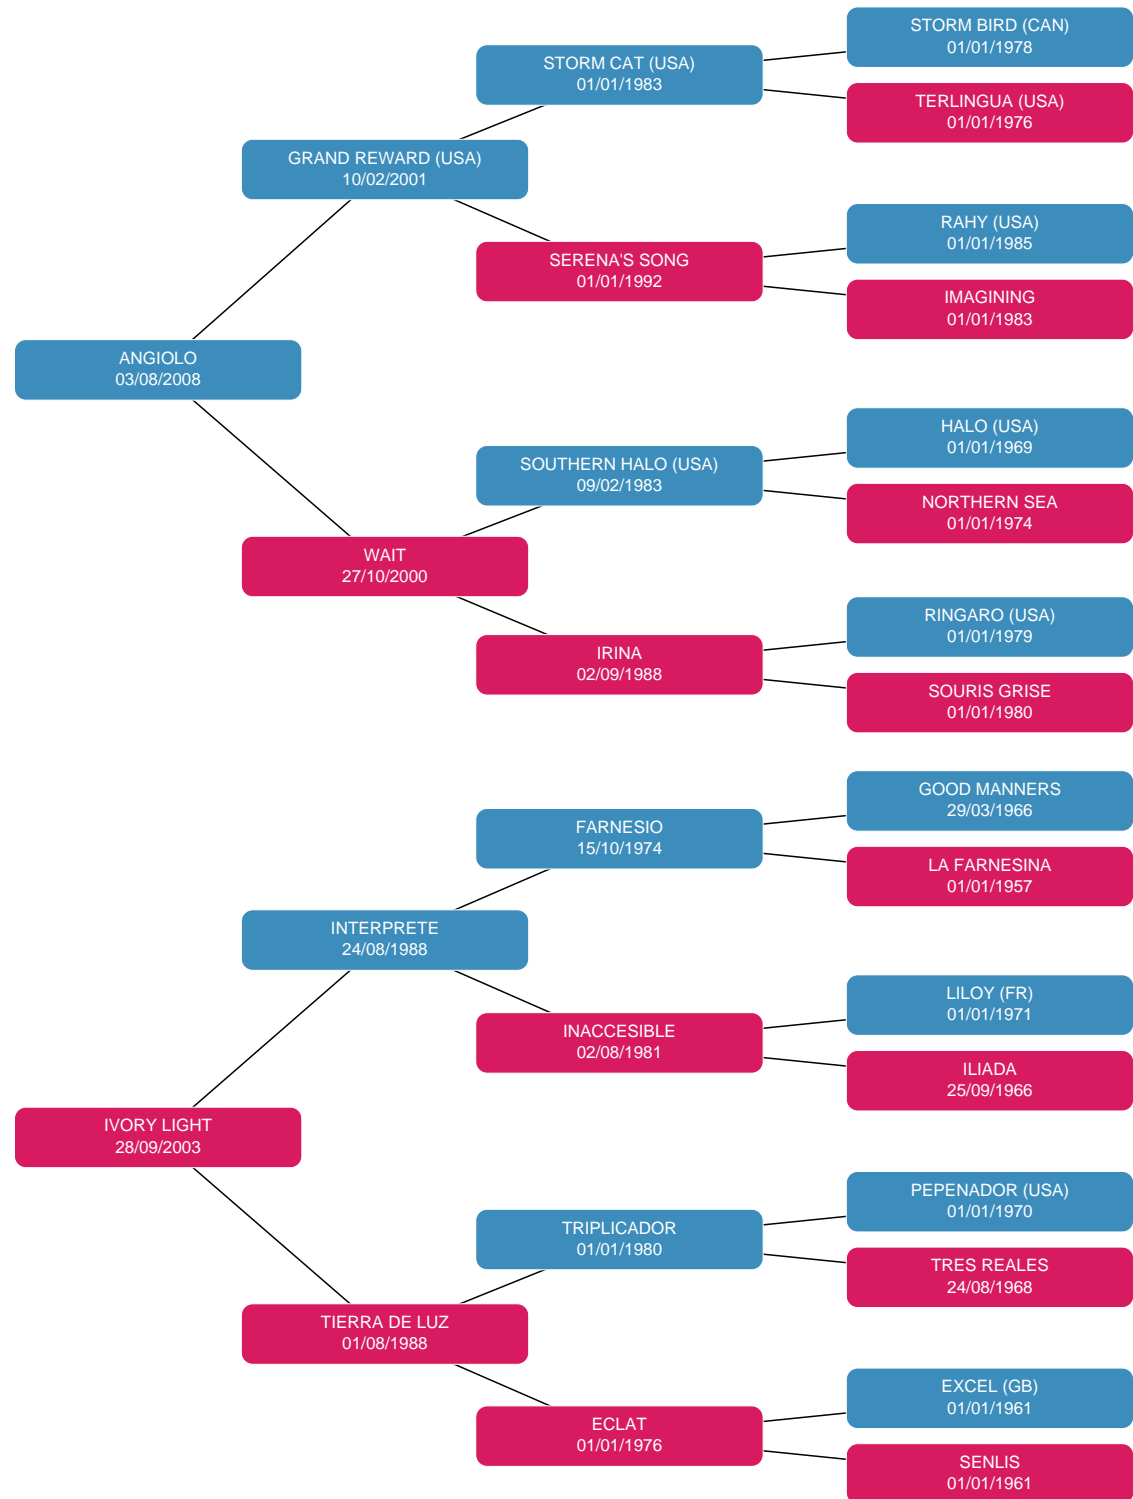 STORM BIRD (CAN)
01/01/1978
STORM CAT (USA)
01/01/1983
TERLINGUA (USA)
01/01/1976
GRAND REWARD (USA)
10/02/2001
RAHY (USA)
01/01/1985
SERENA'S SONG
01/01/1992
IMAGINING
01/01/1983
ANGIOLO
03/08/2008
HALO (USA)
01/01/1969
SOUTHERN HALO (USA)
09/02/1983
NORTHERN SEA
01/01/1974
WAIT
27/10/2000
RINGARO (USA)
01/01/1979
IRINA
02/09/1988
SOURIS GRISE
01/01/1980
GOOD MANNERS
29/03/1966
FARNESIO
15/10/1974
LA FARNESINA
01/01/1957
INTERPRETE
24/08/1988
LILOY (FR)
01/01/1971
INACCESIBLE
02/08/1981
ILIADA
25/09/1966
IVORY LIGHT
28/09/2003
PEPENADOR (USA)
01/01/1970
TRIPLICADOR
01/01/1980
TRES REALES
24/08/1968
TIERRA DE LUZ
01/08/1988
EXCEL (GB)
01/01/1961
ECLAT
01/01/1976
SENLIS
01/01/1961